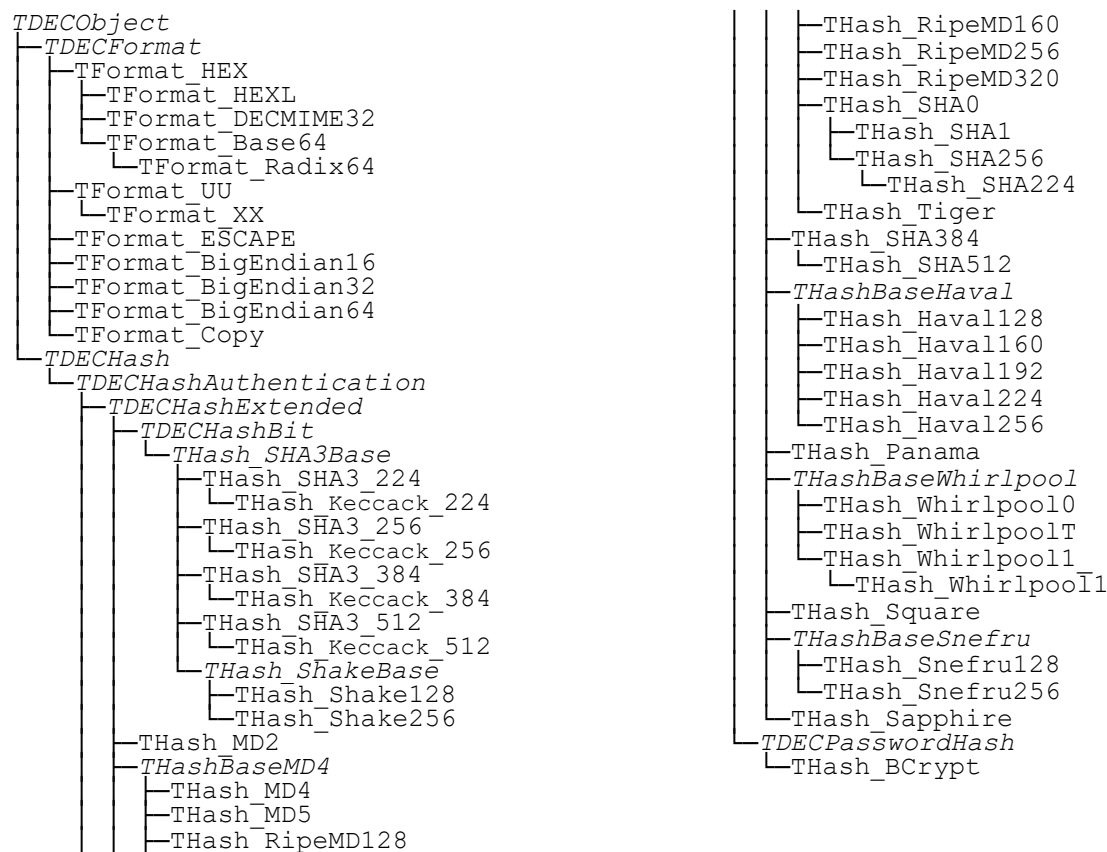 TDECObject
TDECFormat
TFormat_HEX
TFormat_HEXL
TFormat_DECMIME32
TFormat_Base64
TFormat_Radix64
TFormat_UU
TFormat_XX
TFormat_ESCAPE
TFormat_BigEndian16
TFormat_BigEndian32
TFormat_BigEndian64
TFormat_Copy
TDECHash
TDECHashAuthentication
TDECHashExtended
TDECHashBit
THash_SHA3Base
THash_SHA3_224
THash_Keccack_224
THash_SHA3_256
THash_Keccack_256
THash_SHA3_384
THash_Keccack_384
THash_SHA3_512
THash_Keccack_512
THash_ShakeBase
THash_Shake128
THash_Shake256
THash_MD2
THashBaseMD4
THash_MD4
THash_MD5
THash_RipeMD128
THash_RipeMD160
THash_RipeMD256
THash_RipeMD320
THash_SHA0
THash_SHA1
THash_SHA256
THash_SHA224
THash_Tiger
THash_SHA384
THash_SHA512
THashBaseHaval
THash_Haval128
THash_Haval160
THash_Haval192
THash_Haval224
THash_Haval256
THash_Panama
THashBaseWhirlpool
THash_Whirlpool0
THash_WhirlpoolT
THash_Whirlpool1_
THash_Whirlpool1
THash_Square
THashBaseSnefru
THash_Snefru128
THash_Snefru256
THash_Sapphire
TDECPasswordHash
THash_BCrypt